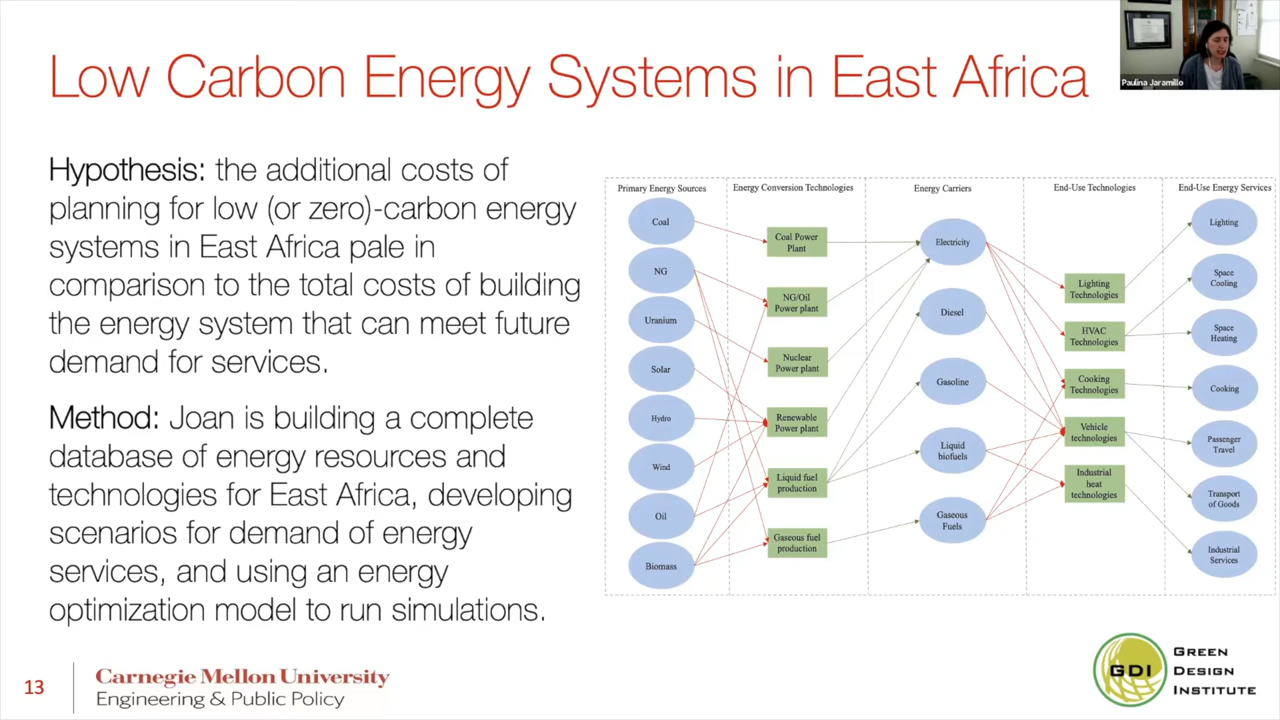 Low Carbon Energy Systems in East Africa
Paulina Jaramillo
Hypothesis: the additional costs of
planning for low (or zero)-carbon energy
systems in East Africa pale in
comparison to the total costs of building
the energy system that can meet future
demand for services.
Method: Joan is building a complete
database of energy resources and
technologies for East Africa, developing
scenarios for demand of energy
services, and using an energy
optimization model to run simulations.
Primary Energy Sources
Coal
NG
Uranium
Solar
Hydro
Wind
Oil
Biomass
Energy Conversion Technologies
Coal Power
Plant
NG/Oil
Power plant
Nuclear
Power plant
Renewable
Power plant
Liquid fuel
production
Gaseous fuel
production
Energy Carriers
Electricity
Diesel
Gasoline
Liquid
biofuels
Gaseous
Fuels
End-Use Technologies
Lighting
Technologies
HVAC
Technologies
Cooking
Technologies
Vehicle
technologies
Industrial
heat
technologies
End-Use Energy Services
Lighting
Space
Cooling
Space
Heating
Cooking
Passenger
Travel
Transport
of Goods
Industrial
Services
13
Carnegie Mellon University
Engineering & Public Policy
GDI
GREEN
DESIGN
INSTITUTE